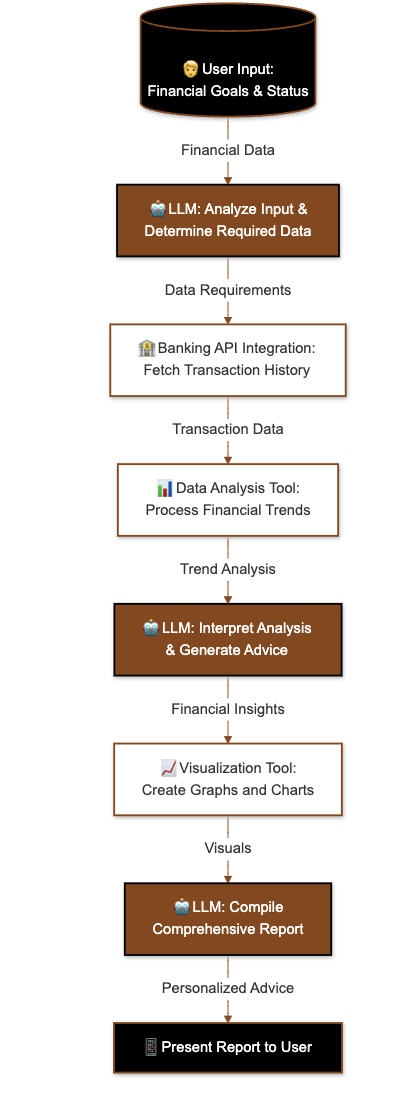 User Input:
Financial Goals & Status
Financial Data
LLM: Analyze Input &
Determine Required Data
Data Requirements
Banking API Integration:
Fetch Transaction History
Transaction Data
Data Analysis Tool:
Process Financial Trends
Trend Analysis
LLM: Interpret Analysis
& Generate Advice
Financial Insights
Visualization Tool:
Create Graphs and Charts
Visuals
LLM: Compile
Comprehensive Report
Personalized Advice
Present Report to User